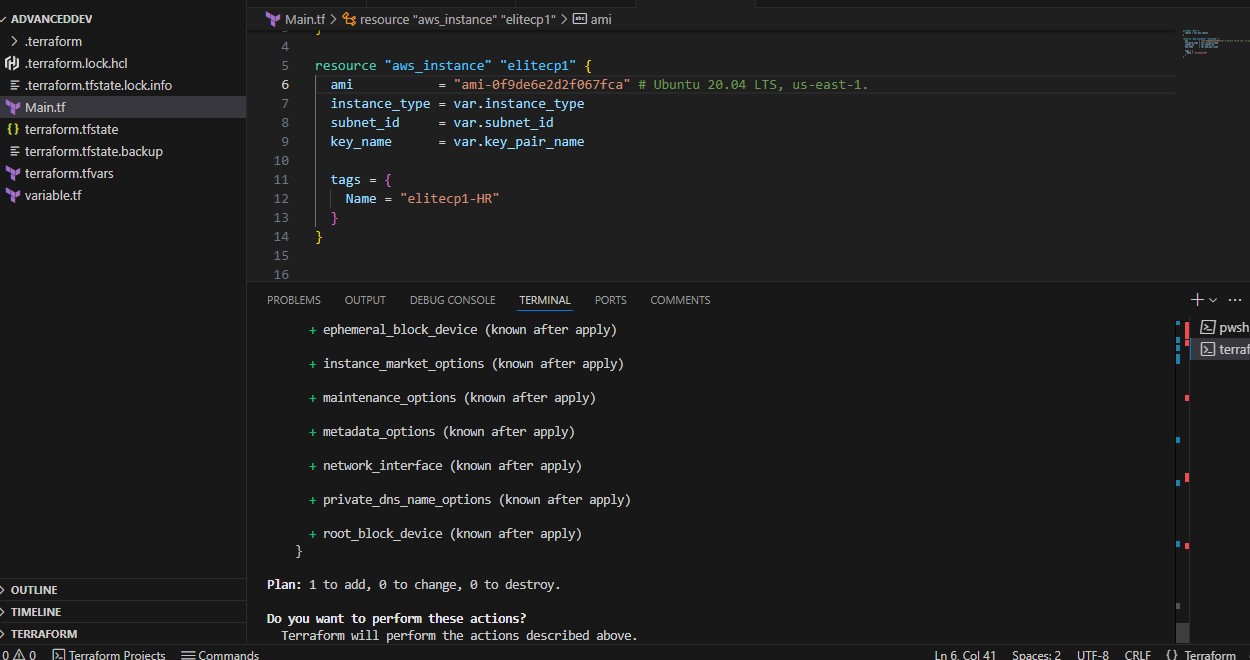 ADVANCEDDEV
.terraform
.terraform.lock.hcl
.terraform.tfstate.lock.info
Main.tf
terraform.tfstate
terraform.tfstate.backup
terraform.tfvars
variable.tf
OUTLINE
TIMELINE
TERRAFORM
Main.tf > resource "aws_instance" "elitecp1" > abc ami
4
5 resource "aws_instance" "elitecp1" {
6 ami = "ami-0f9de6e2d2f067fca" # Ubuntu 20.04 LTS, us-east-1.
7 instance_type = var.instance_type
8 subnet_id = var.subnet_id
9 key_name = var.key_pair_name
10
11 tags = {
12 Name = "elitecp1-HR"
13 }
14 }
15
16
PROBLEMS OUTPUT DEBUG CONSOLE TERMINAL PORTS COMMENTS
pwsh
terraf
+ ephemeral_block_device (known after apply)
+ instance_market_options (known after apply)
+ maintenance_options (known after apply)
+ metadata_options (known after apply)
+ network_interface (known after apply)
+ private_dns_name_options (known after apply)
+ root_block_device (known after apply)
}
Plan: 1 to add, 0 to change, 0 to destroy.
Do you want to perform these actions?
Terraform will perform the actions described above.
0 0 Terraform Projects Commands Ln 6, Col 41 Spaces: 2 UTF-8 CRLF {} Terraform